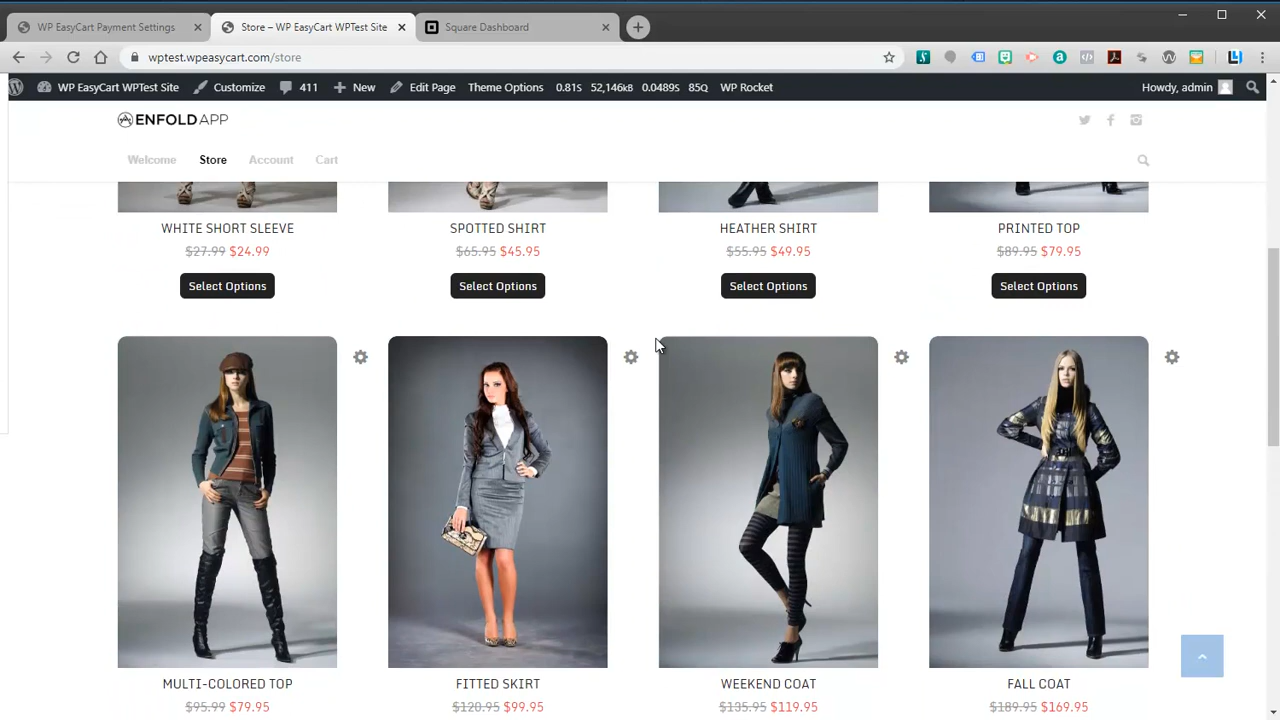 WP EasyCart Payment Settings
Store – WP EasyCart WPTest Site
Square Dashboard
wptest.wpeasycart.com/store
WP EasyCart WPTest Site Customize 411 New Edit Page Theme Options 0.81s 52,146kB 0.0489s 85Q WP Rocket Howdy, admin
ENFOLD APP
Welcome Store Account Cart
WHITE SHORT SLEEVE SPOTTED SHIRT HEATHER SHIRT PRINTED TOP
$27.99 $24.99 $65.95 $45.95 $55.95 $49.95 $89.95 $79.95
Select Options Select Options Select Options Select Options
MULTI-COLORED TOP FITTED SKIRT WEEKEND COAT FALL COAT
$95.99 $79.95 $120.95 $99.95 $135.95 $119.95 $189.95 $169.95